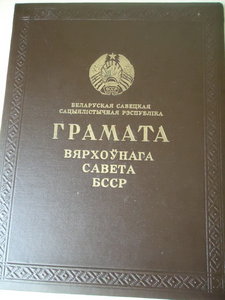 БЕЛАРУСКАЯ САВЕЦКАЯ
САЦЫЯЛІСТЫЧНАЯ РЭСПУБЛІКА
ГРАМАТА
ВЯРХОЎНАГА
САВЕТА
БССР